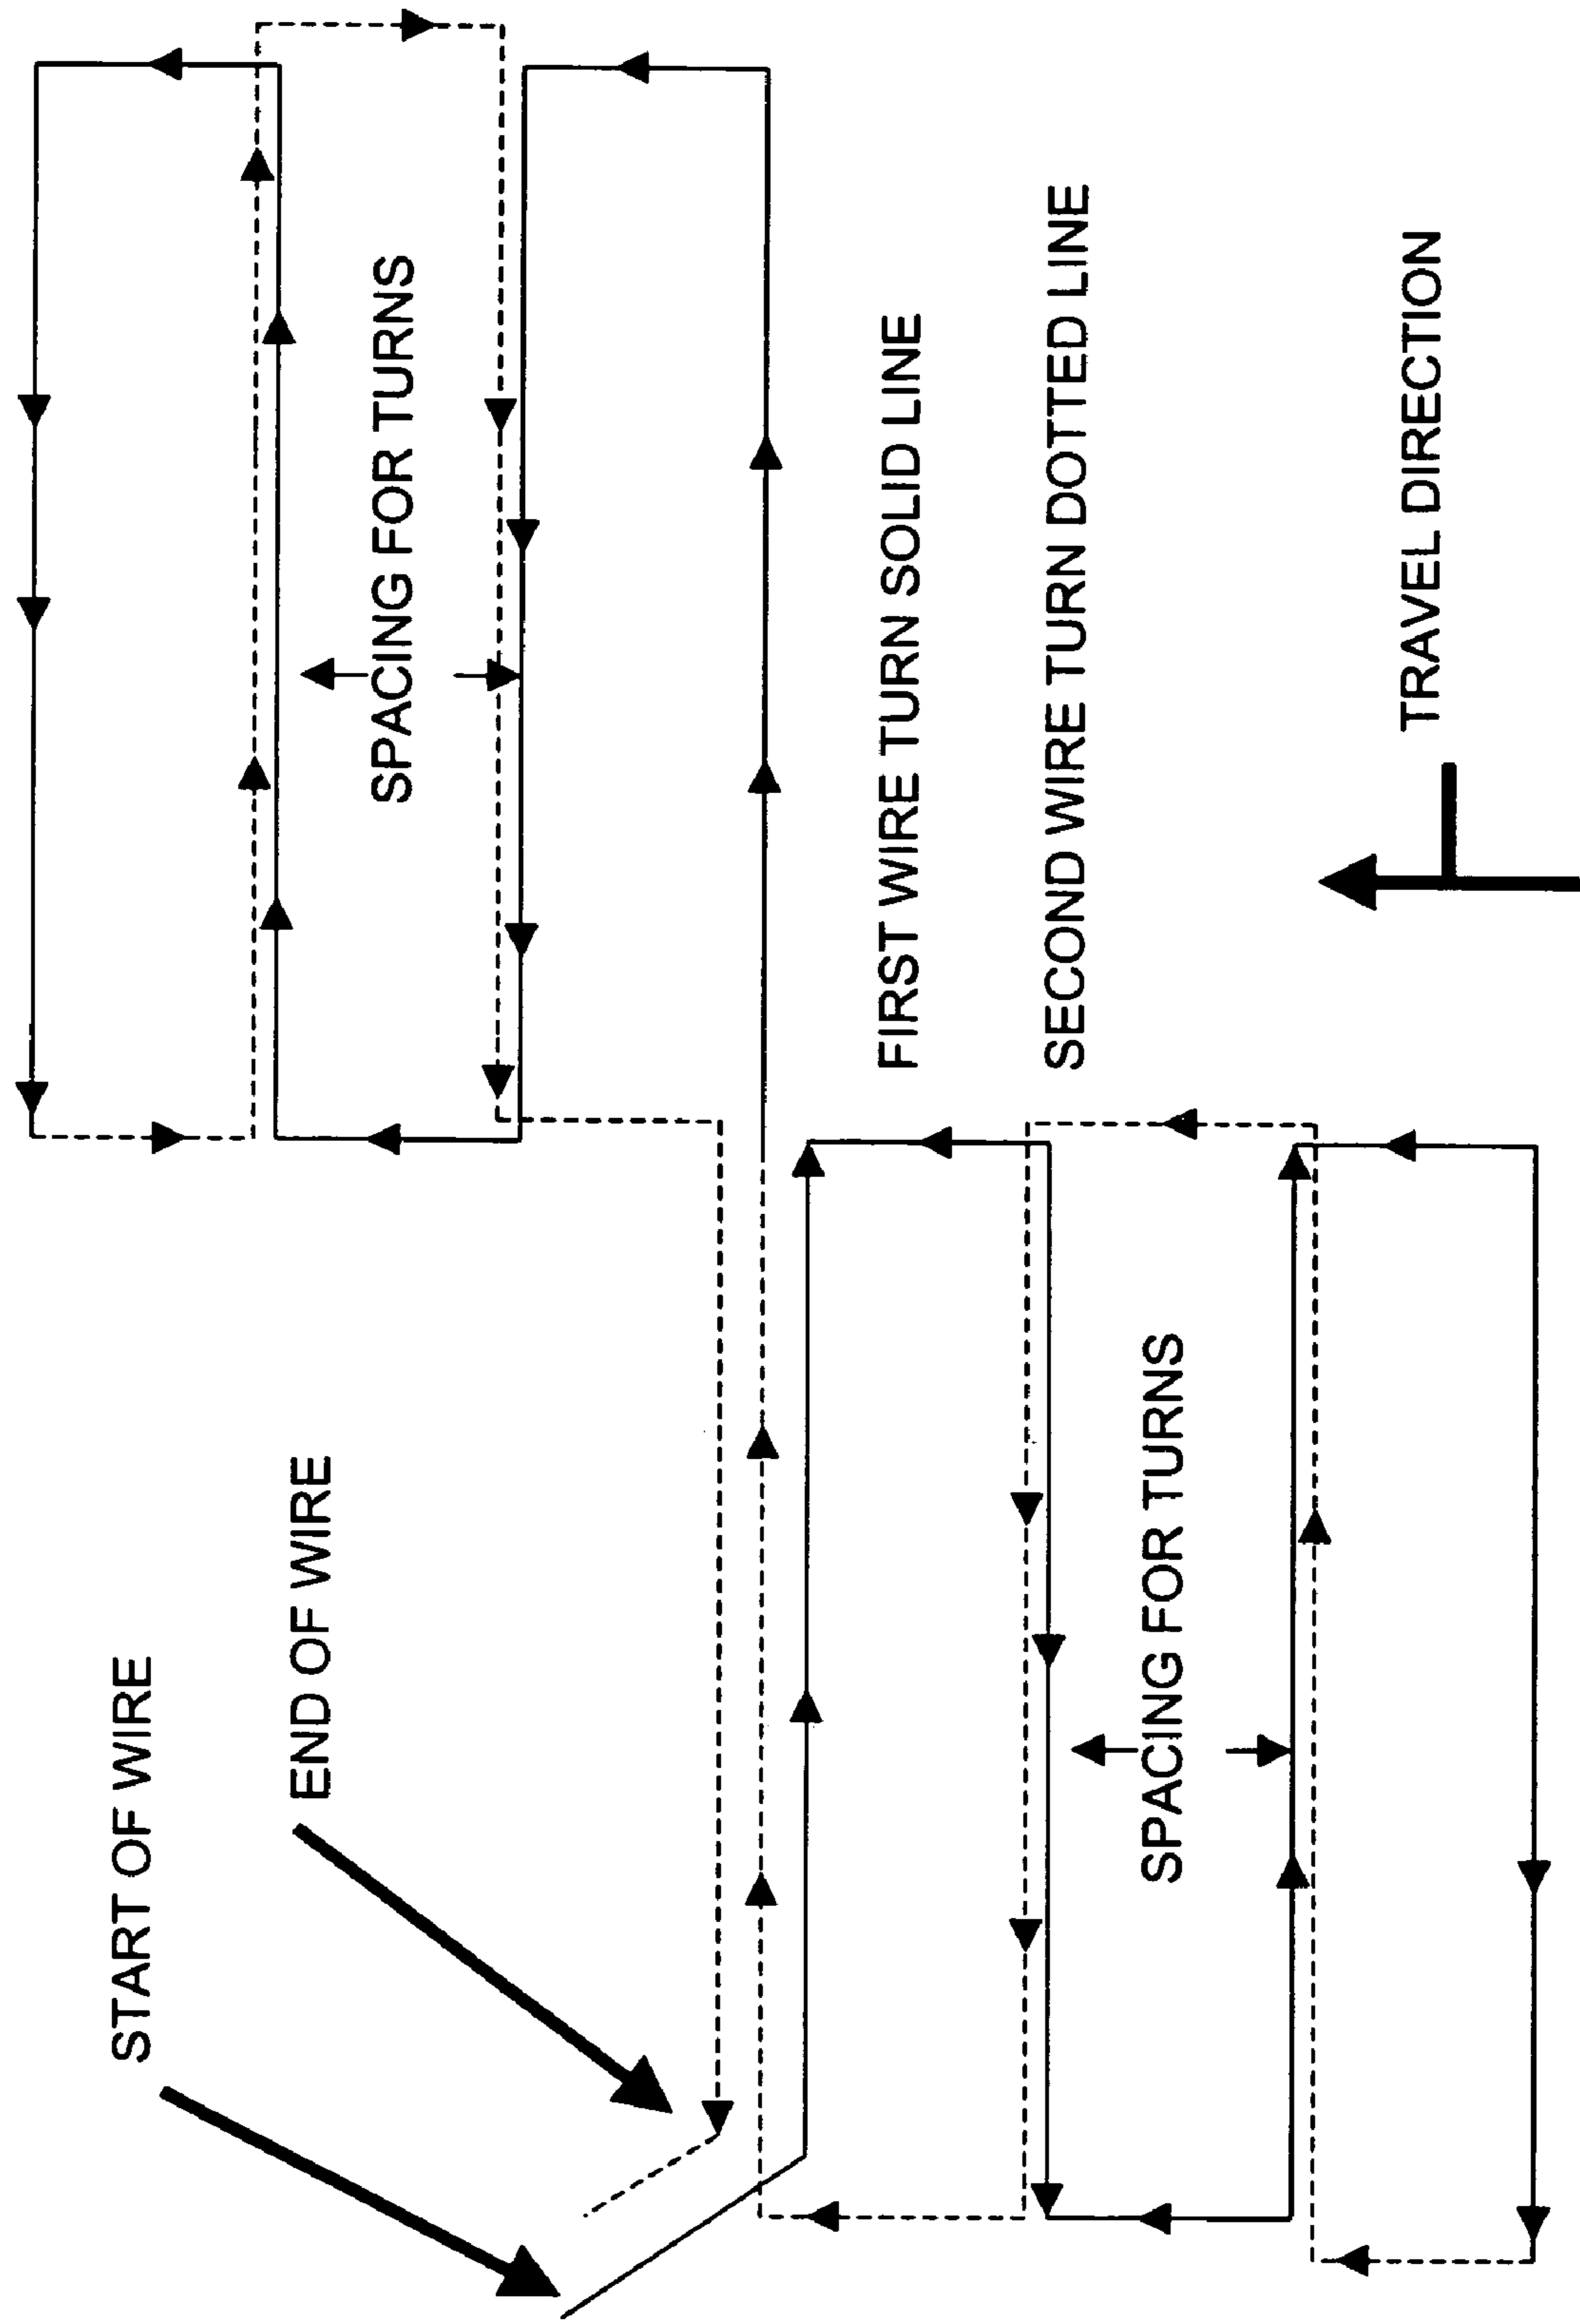 START OF WIRE
END OF WIRE
SPACING FOR TURNS
SPACING FOR TURNS
FIRST WIRE TURN SOLID LINE
SECOND WIRE TURN DOTTED LINE
TRAVEL DIRECTION